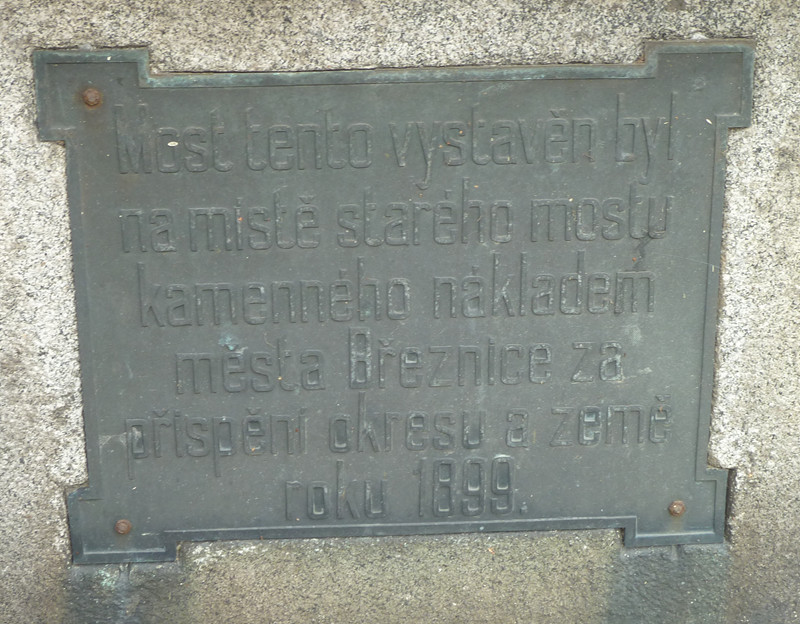 Most tento vystavěn byl
na místě starého mostu
kamenného nákladem
města Březnice za
přispění okresu a země
roku 1899.